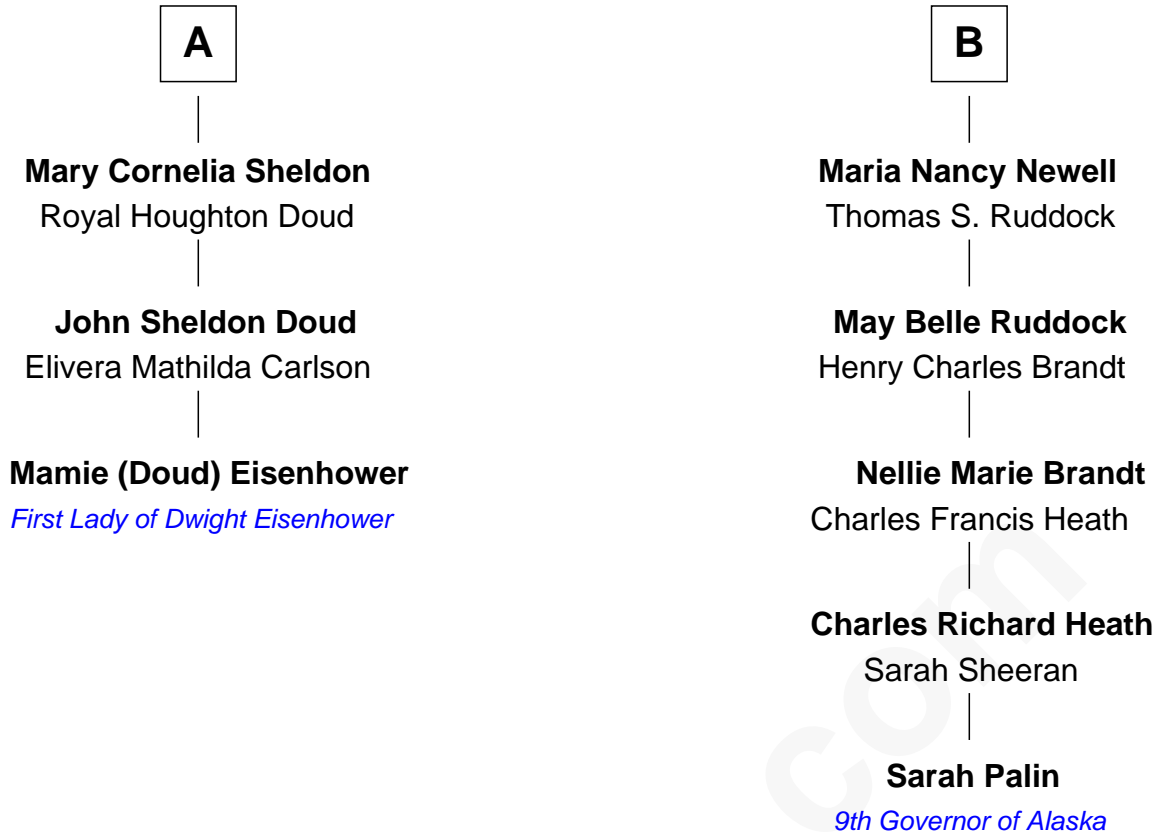 A
Mary Cornelia Sheldon
Royal Houghton Doud
John Sheldon Doud
Elivera Mathilda Carlson
Mamie (Doud) Eisenhower
First Lady of Dwight Eisenhower
B
Maria Nancy Newell
Thomas S. Ruddock
May Belle Ruddock
Henry Charles Brandt
Nellie Marie Brandt
Charles Francis Heath
Charles Richard Heath
Sarah Sheeran
Sarah Palin
9th Governor of Alaska
com